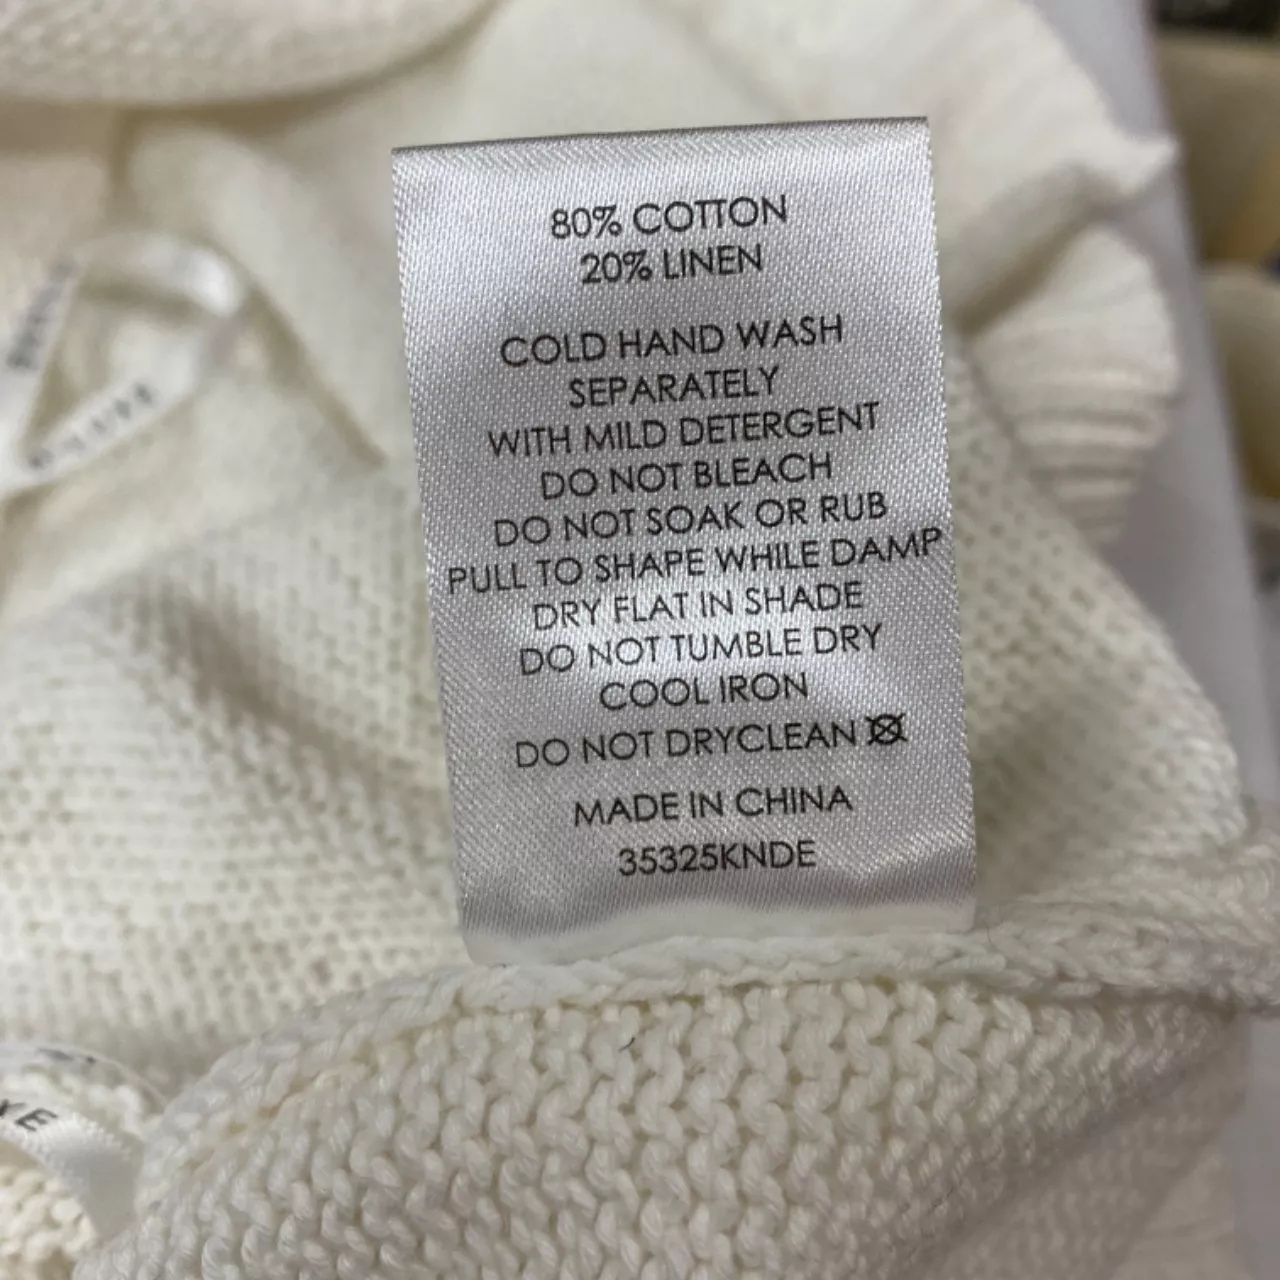 80% COTTON
20% LINEN
COLD HAND WASH
SEPARATELY
WITH MILD DETERGENT
DO NOT BLEACH
DO NOT SOAK OR RUB
PULL TO SHAPE WHILE DAMP
DRY FLAT IN SHADE
DO NOT TUMBLE DRY
COOL IRON
DO NOT DRYCLEAN
MADE IN CHINA
35325KNDE